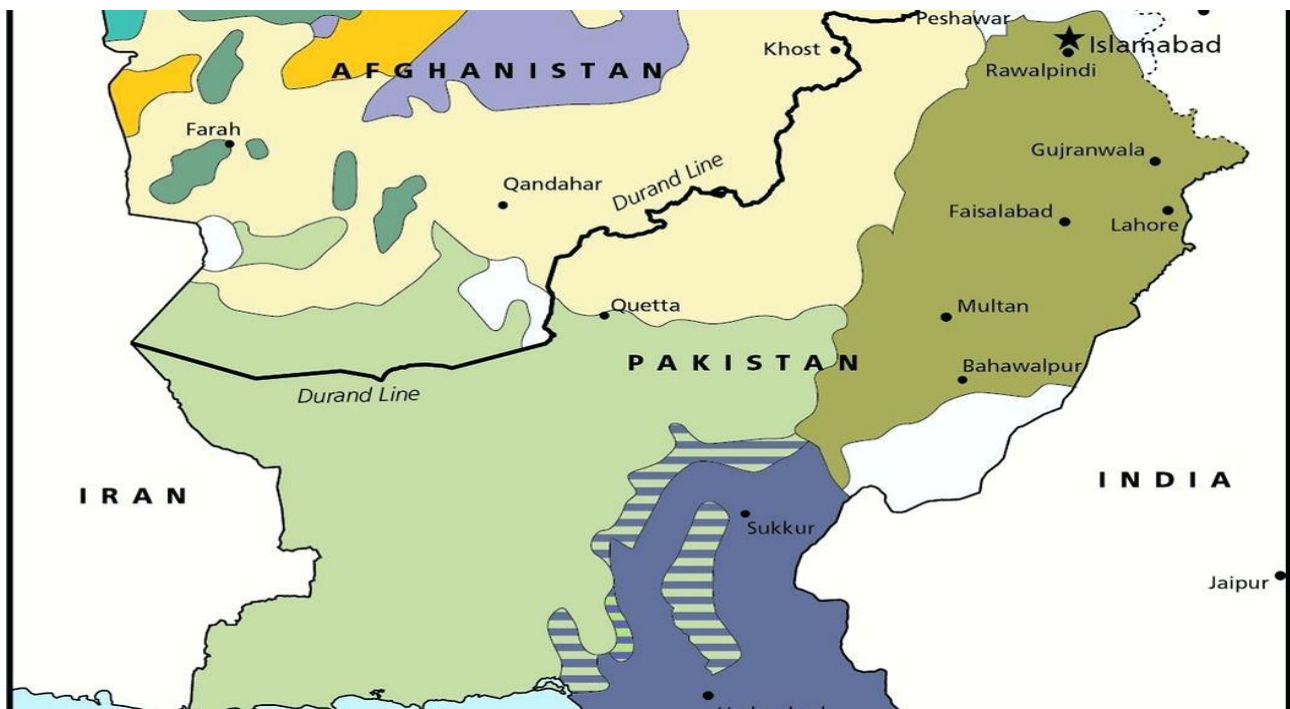 Peshawar
Islamabad
Khost
Rawalpindi
AFGHANISTAN
Farah
Gujranwala
Durand Line
Qandahar
Faisalabad
Lahore
Quetta
Multan
PAKISTAN
Bahawalpur
Durand Line
INDIA
IRAN
Sukkur
Jaipur